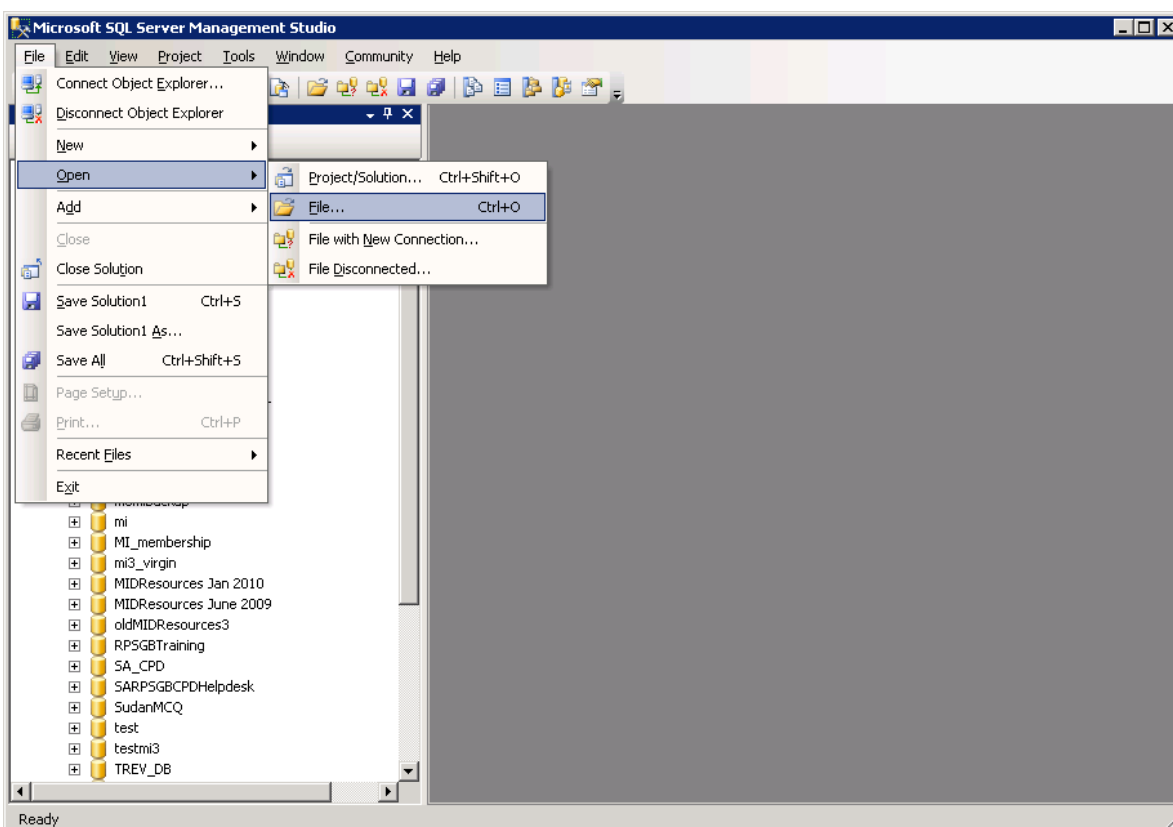 Microsoft SQL Server Management Studio
File Edit View Project Tools Window Community Help
Connect Object Explorer...
Disconnect Object Explorer
New
Open
Project/Solution... Ctrl+Shift+O
Add
File... Ctrl+O
Close
File with New Connection...
Close Solution
File Disconnected...
Save Solution1 Ctrl+S
Save Solution1 As...
Save All Ctrl+Shift+S
Page Setup...
Print... Ctrl+P
Recent Files
Exit
mi
MI_membership
mi3_virgin
MIDResources Jan 2010
MIDResources June 2009
oldMIDResources3
RPSGBTraining
SA_CPD
SARPSGBCPDHelpdesk
SudanMCQ
test
testmi3
TREV_DB
Ready